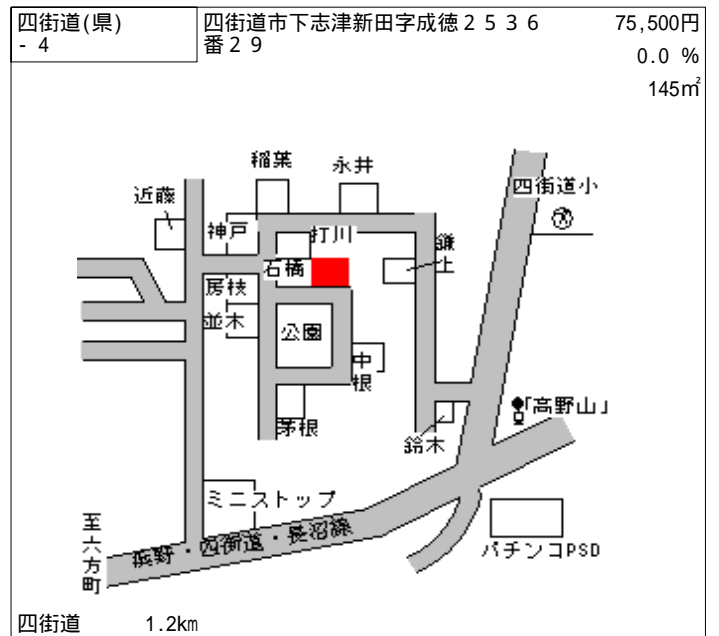 四街道(県)
- 4
四街道市下志津新田字成徳２５３６
番２９
75,500円
0.0 %
145㎡
稲葉
永井
近藤
四街道小
神戸
打川
鎌上
石橋
房枝
並木
公園
中根
茅根
「高野山」
鈴木
ミニストップ
至六方町
浜野・四街道・長沼線
パチンコPSD
四街道 1.2km